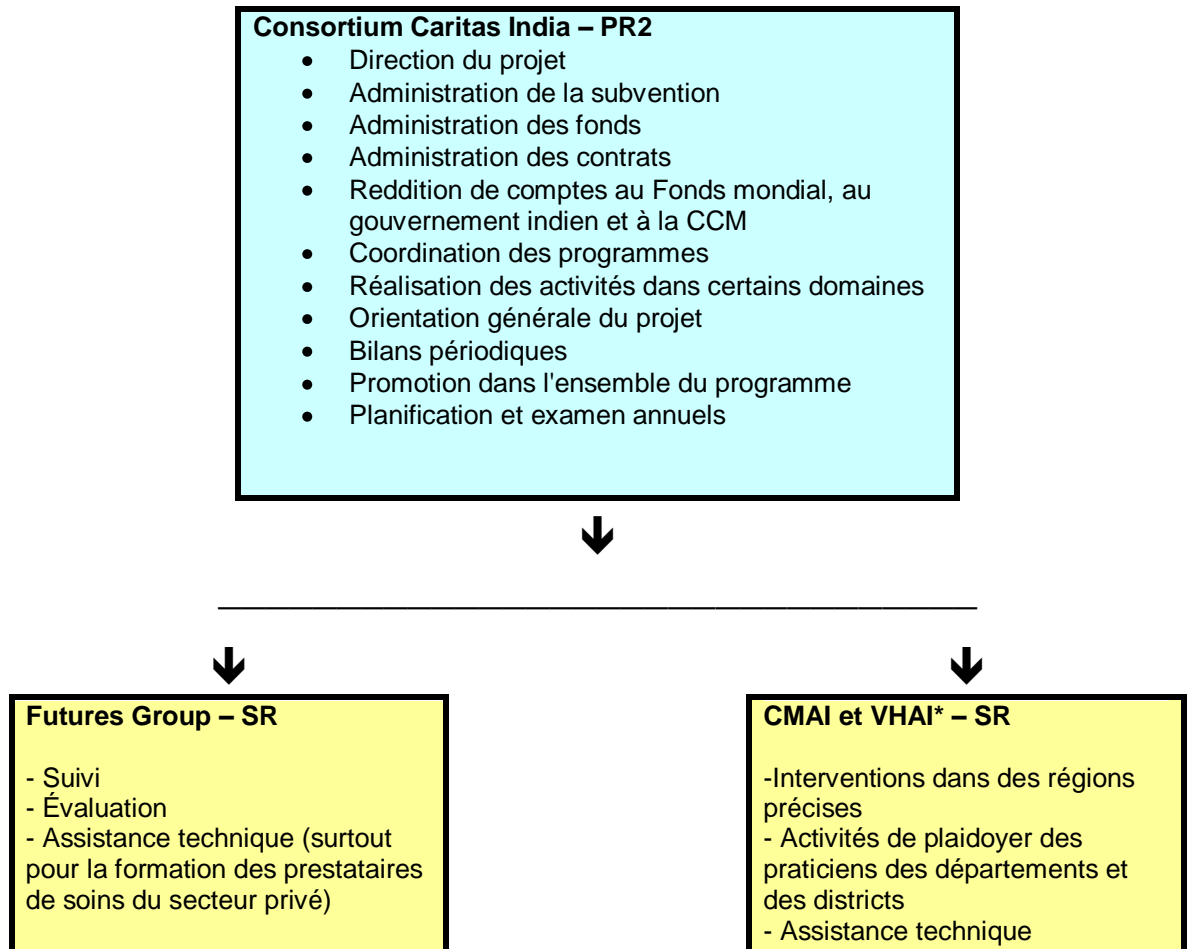 Consortium Caritas India – PR2
• Direction du projet
• Administration de la subvention
• Administration des fonds
• Administration des contrats
• Reddition de comptes au Fonds mondial, au
gouvernement indien et à la CCM
• Coordination des programmes
• Réalisation des activités dans certains domaines
• Orientation générale du projet
• Bilans périodiques
• Promotion dans l'ensemble du programme
• Planification et examen annuels
Futures Group – SR
- Suivi
- Évaluation
- Assistance technique (surtout
pour la formation des prestataires
de soins du secteur privé)
CMAI et VHAI* – SR
-Interventions dans des régions
précises
- Activités de plaidoyer des
praticiens des départements et
des districts
- Assistance technique